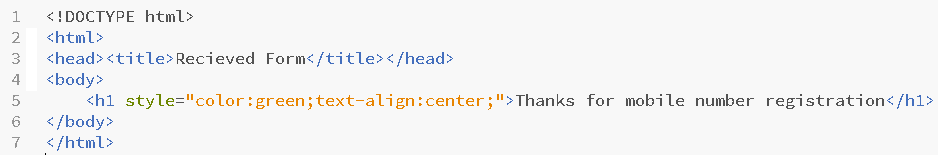 1 <!DOCTYPE html>
2 <html>
3 <head><title>Recieved Form</title></head>
4 <body>
5     <h1 style="color:green;text-align:center;">Thanks for mobile number registration</h1>
6 </body>
7 </html>